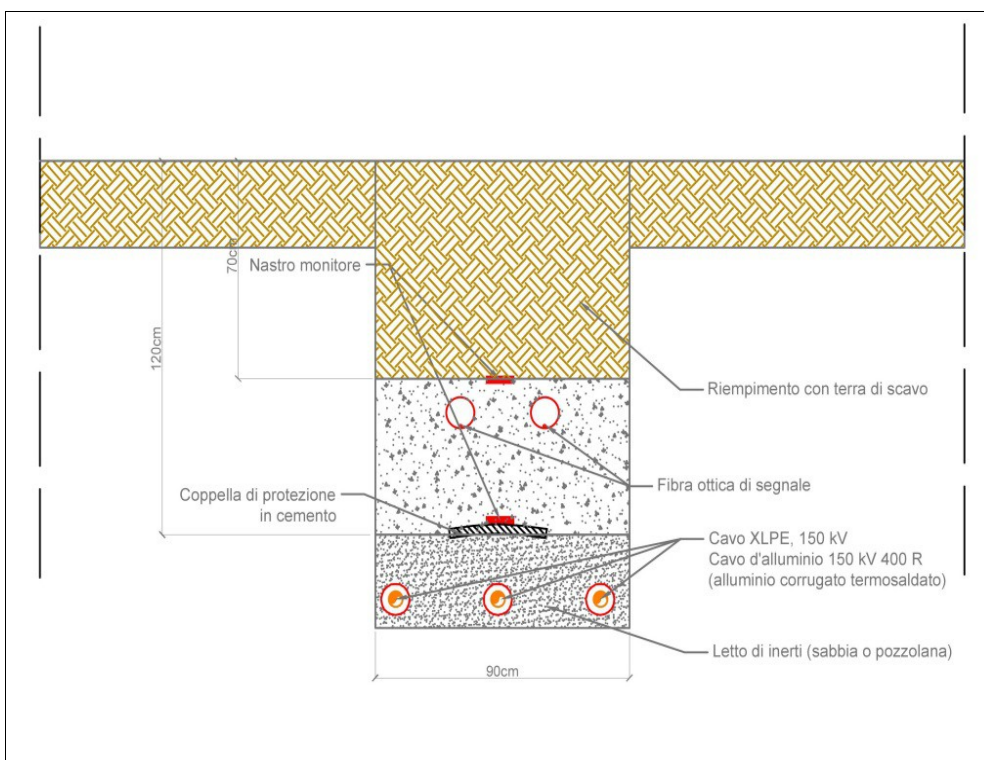 70cm
Nastro monitore
120cm
Riempimento con terra di scavo
Fibra ottica di segnale
Coppella di protezione
in cemento
Cavo XLPE, 150 kV
Cavo d'alluminio 150 kV 400 R
(alluminio corrugato termosaldato)
Letto di inerti (sabbia o pozzolana)
90cm